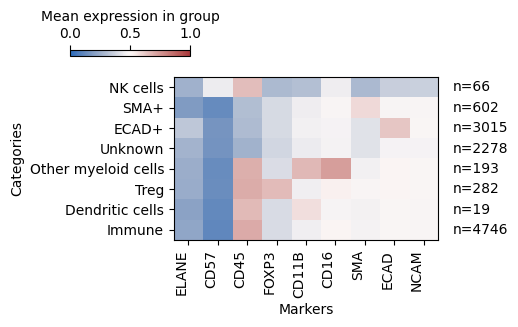 Mean expression in group
0.0 0.5 1.0
Categories
NK cells n=66
SMA+ n=602
ECAD+ n=3015
Unknown n=2278
Other myeloid cells n=193
Treg n=282
Dendritic cells n=19
Immune n=4746
ELANE CD57 CD45 FOXP3 CD11B CD16 SMA ECAD NCAM
Markers